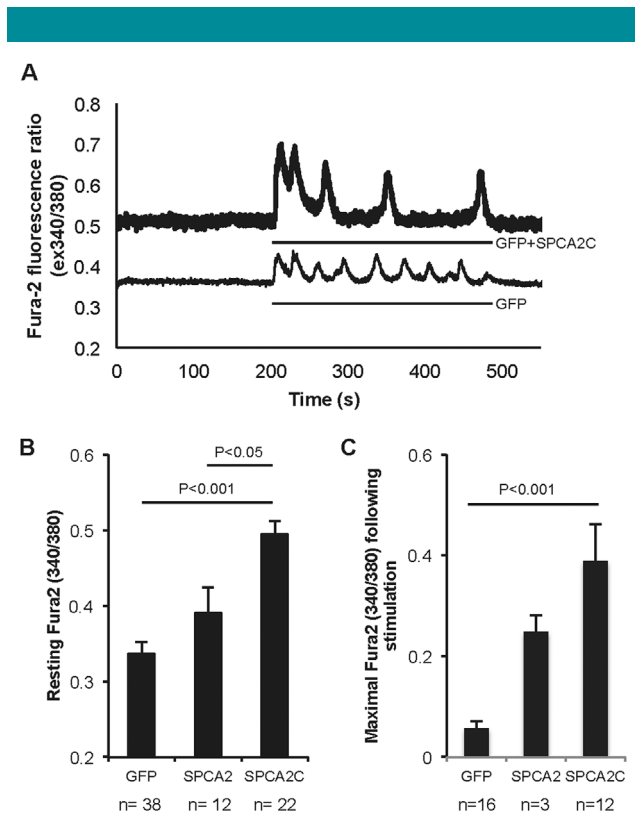 A
Fura-2 fluorescence ratio
(ex340/380)
0.8
0.7
0.6
0.5
0.4
0.3
0.2
GFP+SPCA2C
GFP
0 100 200 300 400 500
Time (s)
B
Resting Fura2 (340/380)
0.6
0.5
0.4
0.3
0.2
P<0.05
P<0.001
GFP SPCA2 SPCA2C
n= 38 n= 12 n= 22
C
Maximal Fura2 (340/380) following
stimulation
0.6
0.4
0.2
0
P<0.001
GFP SPCA2 SPCA2C
n=16 n=3 n=12